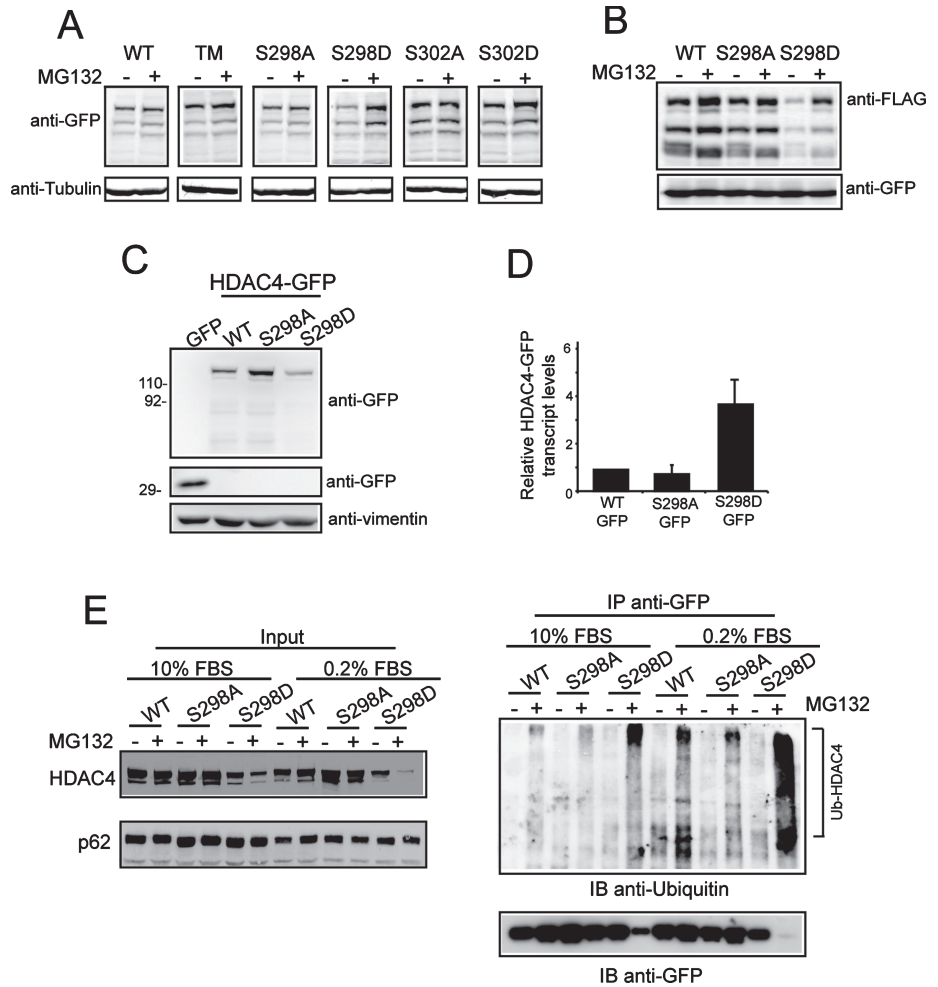 A
WT TM S298A S298D S302A S302D
MG132 - + - + - + - + - + - +
anti-GFP
anti-Tubulin
B
WT S298A S298D
MG132 - + - + - +
anti-FLAG
anti-GFP
C
HDAC4-GFP
GFP WT S298A S298D
110-
92-
anti-GFP
29-
anti-GFP
anti-vimentin
D
Relative HDAC4-GFP
transcript levels
6
4
2
0
WT S298A S298D
GFP GFP GFP
E
Input
10% FBS 0.2% FBS
WT S298A S298D WT S298A S298D
MG132 - + - + - + - + - + - +
HDAC4
p62
IP anti-GFP
10% FBS 0.2% FBS
WT S298A S298D WT S298A S298D
- + - + - + - + - + - + MG132
Ub-HDAC4
IB anti-Ubiquitin
IB anti-GFP